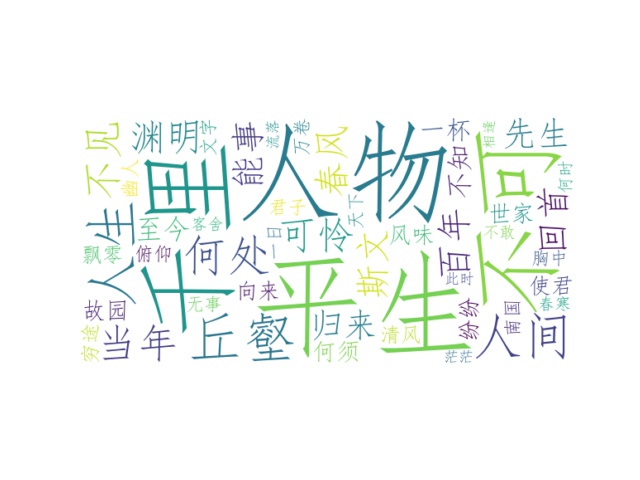 不见
渊明
文字
流落
万卷
能事
幽人
千里
人物
春风
一杯
相逢
先生
何时
不可
不知
人生
至今
客舍
君子
天下
可怜
斯文
风味
百年
世家
回首
不敢
飘零
俯仰
何处
一日
平生
此时
胸中
使君
春寒
故园
无事
向来
穷途
当年
丘壑
归来
何须
清风
纷纷
南国
茫茫
人间